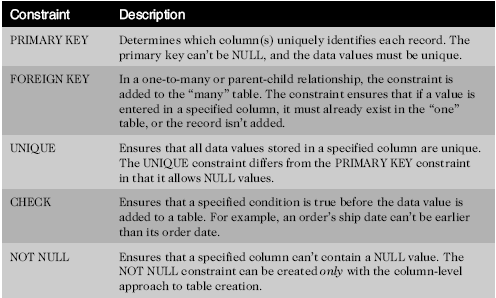 Constraint Description
PRIMARY KEY Determines which column(s) uniquely identifies each record. The
primary key can't be NULL, and the data values must be unique.
FOREIGN KEY In a one-to-many or parent-child relationship, the constraint is
added to the “many” table. The constraint ensures that if a value is
entered in a specified column, it must already exist in the “one”
table, or the record isn't added.
UNIQUE Ensures that all data values stored in a specified column are unique.
The UNIQUE constraint differs from the PRIMARY KEY constraint
in that it allows NULL values.
CHECK Ensures that a specified condition is true before the data value is
added to a table. For example, an order's ship date can't be earlier
than its order date.
NOT NULL Ensures that a specified column can't contain a NULL value. The
NOT NULL constraint can be created only with the column-level
approach to table creation.